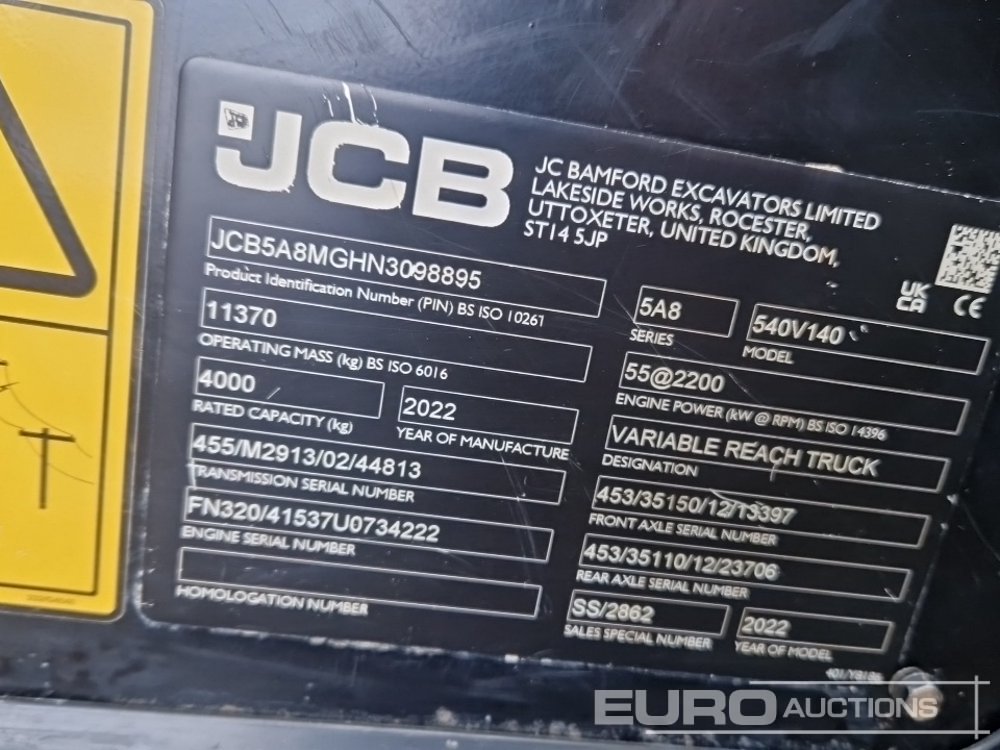 JCB
JC BAMFORD EXCAVATORS LIMITED
LAKESIDE WORKS, ROCESTER,
UTTOXETER, UNITED KINGDOM,
ST14 5JP
UK
CA
CE
JCB5A8MGHN3098895
Product Identification Number (PIN) BS ISO 10261
5A8
SERIES
540V140
MODEL
11370
OPERATING MASS (kg) BS ISO 6016
55@2200
ENGINE POWER (kW @ RPM) BS ISO 14396
4000
RATED CAPACITY (kg)
2022
YEAR OF MANUFACTURE
VARIABLE REACH TRUCK
DESIGNATION
455/M2913/02/44813
TRANSMISSION SERIAL NUMBER
453/35150/12/13397
FRONT AXLE SERIAL NUMBER
FN320/41537U0734222
ENGINE SERIAL NUMBER
453/35110/12/23706
REAR AXLE SERIAL NUMBER
HOMOLOGATION NUMBER
SS/2862
SALES SPECIAL NUMBER
2022
YEAR OF MODEL
EURO AUCTIONS